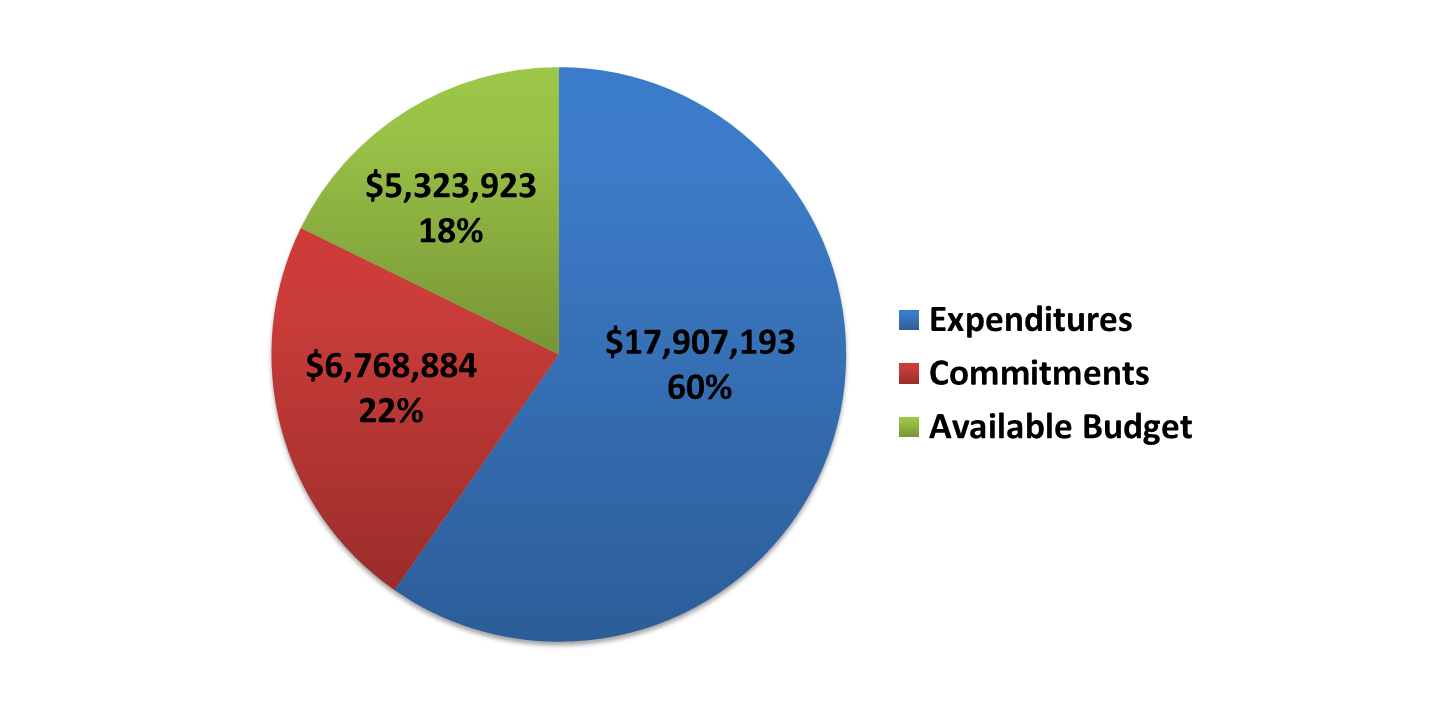 $5,323,923
18%
$17,907,193
60%
$6,768,884
22%
Expenditures
Commitments
Available Budget